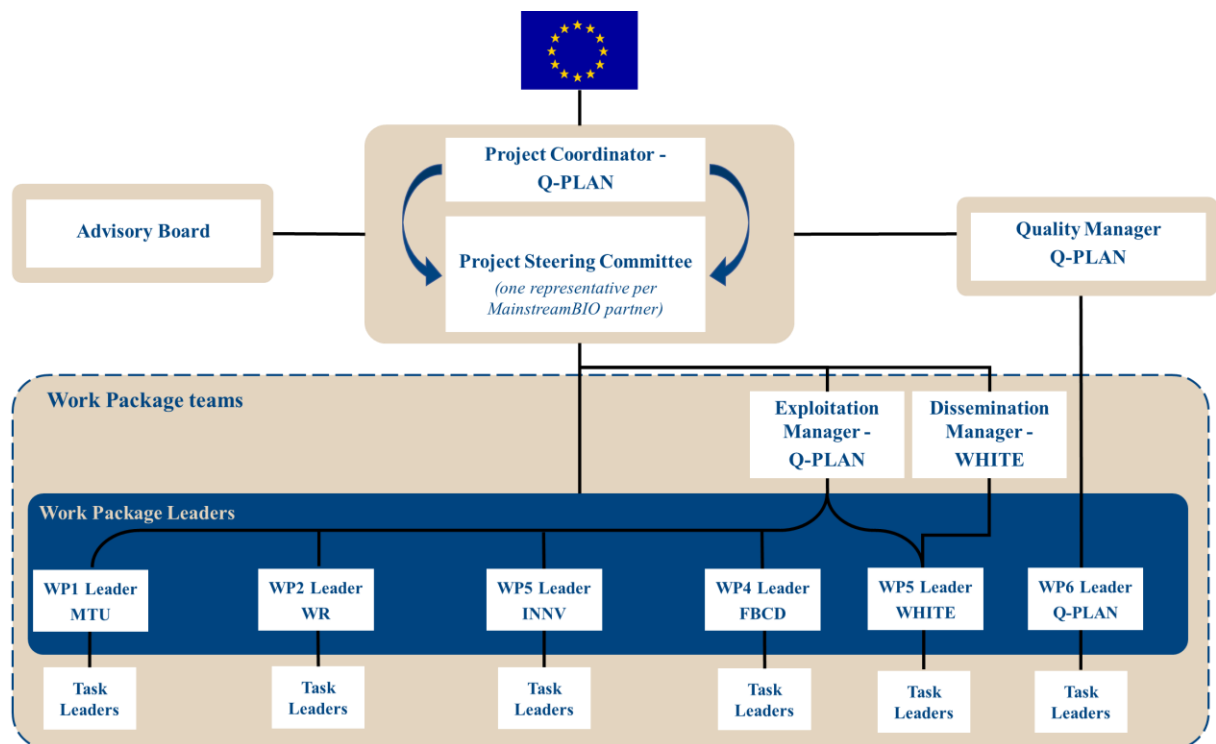 Project Coordinator -
Q-PLAN
Advisory Board
Project Steering Committee
(one representative per
MainstreamBIO partner)
Quality Manager
Q-PLAN
Work Package teams
Exploitation
Manager -
Q-PLAN
Dissemination
Manager -
WHITE
Work Package Leaders
WP1 Leader
MTU
WP2 Leader
WR
WP5 Leader
INNV
WP4 Leader
FBCD
WP5 Leader
WHITE
WP6 Leader
Q-PLAN
Task
Leaders
Task
Leaders
Task
Leaders
Task
Leaders
Task
Leaders
Task
Leaders